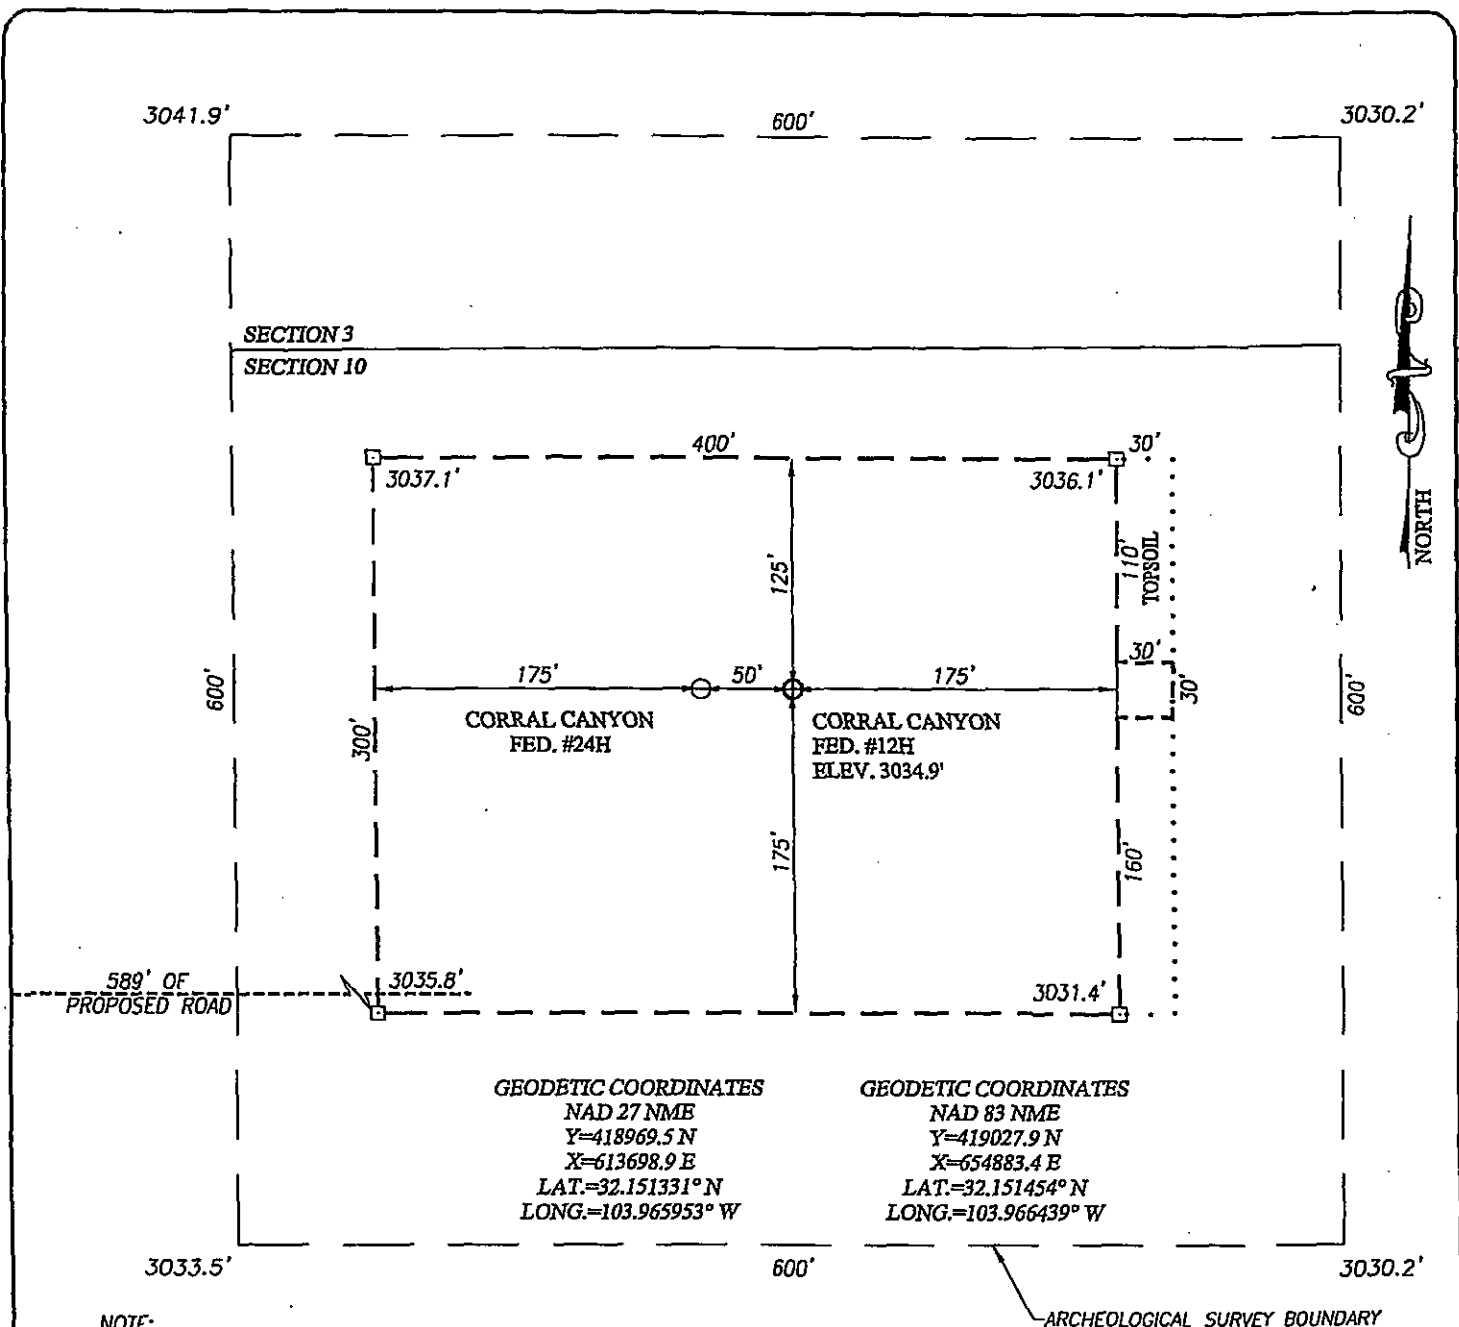 3041.9'
600'
3030.2'
SECTION 3
SECTION 10
NORTH
400'
30'
3037.1'
3036.1'
125'
110'
TOPSOIL
30'
30'
175'
50'
175'
600'
600'
300'
CORRAL CANYON
FED. #24H
CORRAL CANYON
FED. #12H
ELEV. 3034.9'
175'
160'
589' OF
PROPOSED ROAD
3035.8'
3031.4'
GEODETIC COORDINATES
NAD 27 NME
Y=418969.5 N
X=613698.9 E
LAT.=32.151331° N
LONG.=103.965953° W
GEODETIC COORDINATES
NAD 83 NME
Y=419027.9 N
X=654883.4 E
LAT.=32.151454° N
LONG.=103.966439° W
3033.5'
600'
3030.2'
NOTE:
ARCHEOLOGICAL SURVEY BOUNDARY